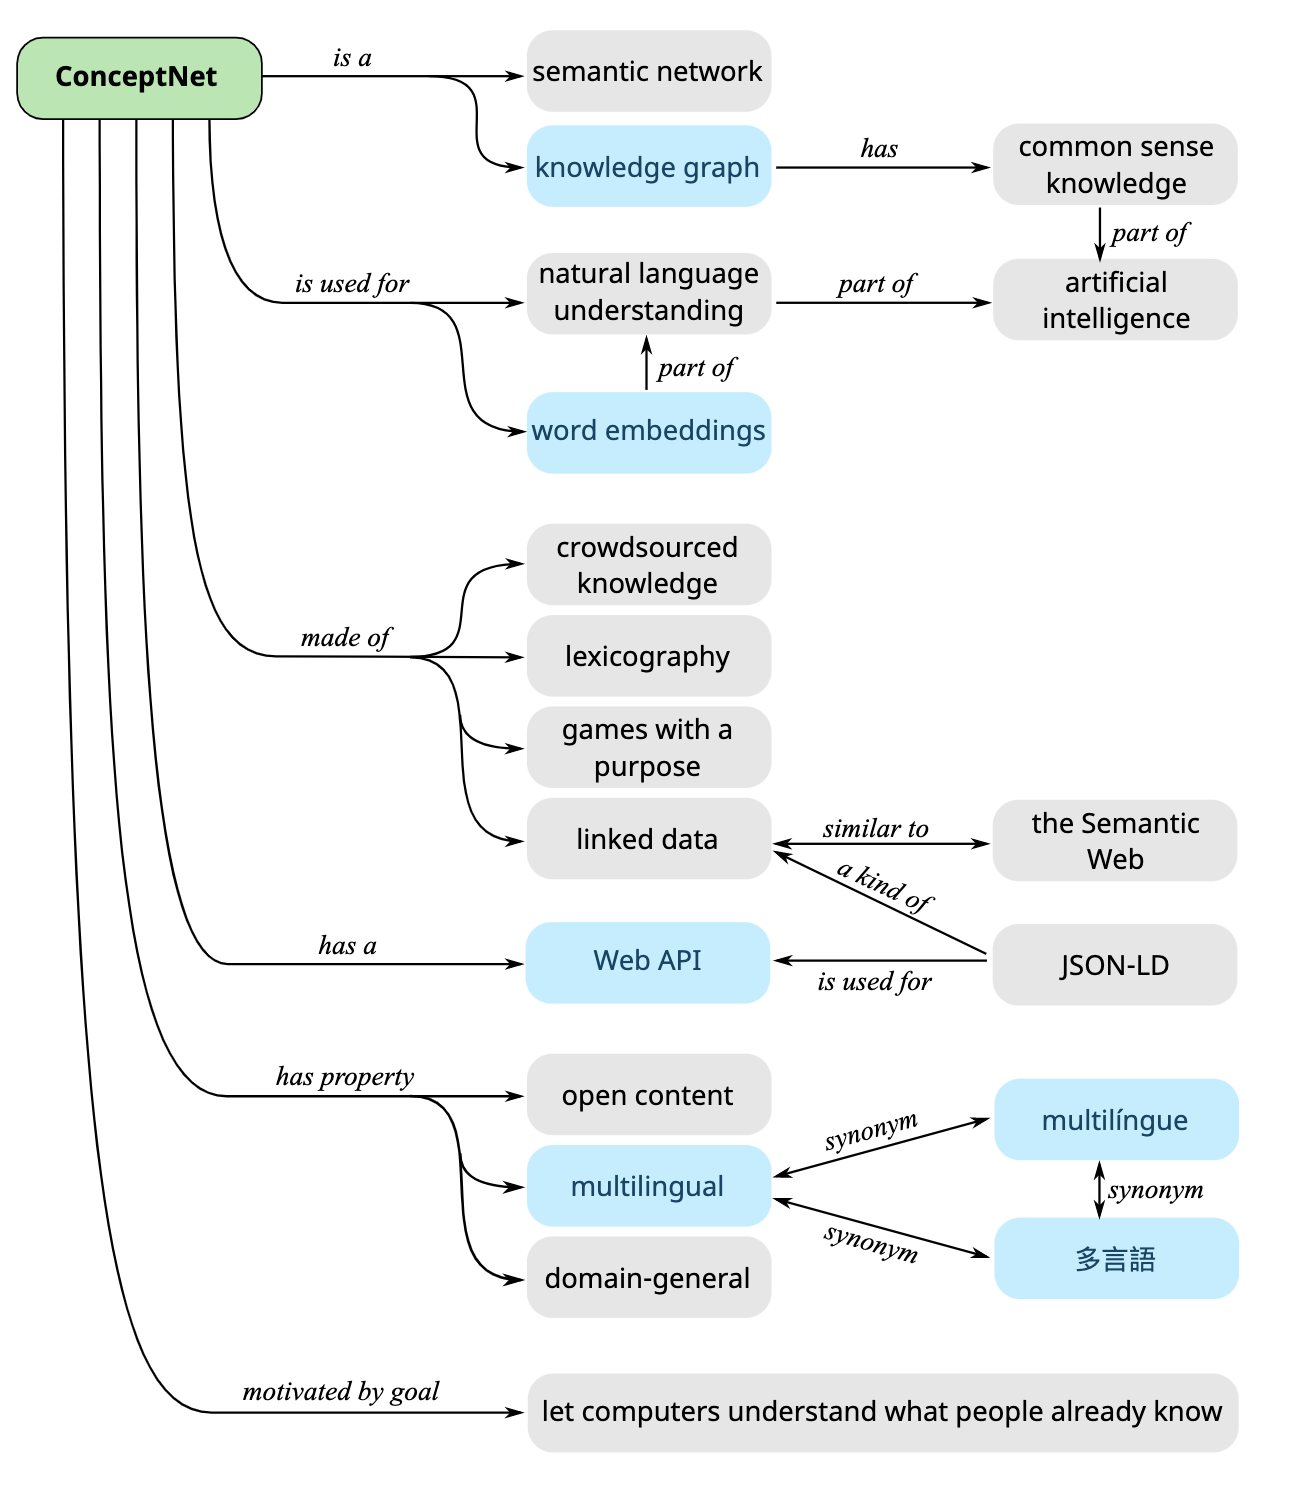 ConceptNet
is a
semantic network
knowledge graph
has
common sense
knowledge
part of
is used for
natural language
understanding
part of
artificial
intelligence
part of
word embeddings
crowdsourced
knowledge
made of
lexicography
games with a
purpose
linked data
similar to
the Semantic
Web
a kind of
has a
Web API
is used for
JSON-LD
has property
open content
synonym
multilíngue
multilingual
synonym
synonym
多言語
domain-general
motivated by goal
let computers understand what people already know